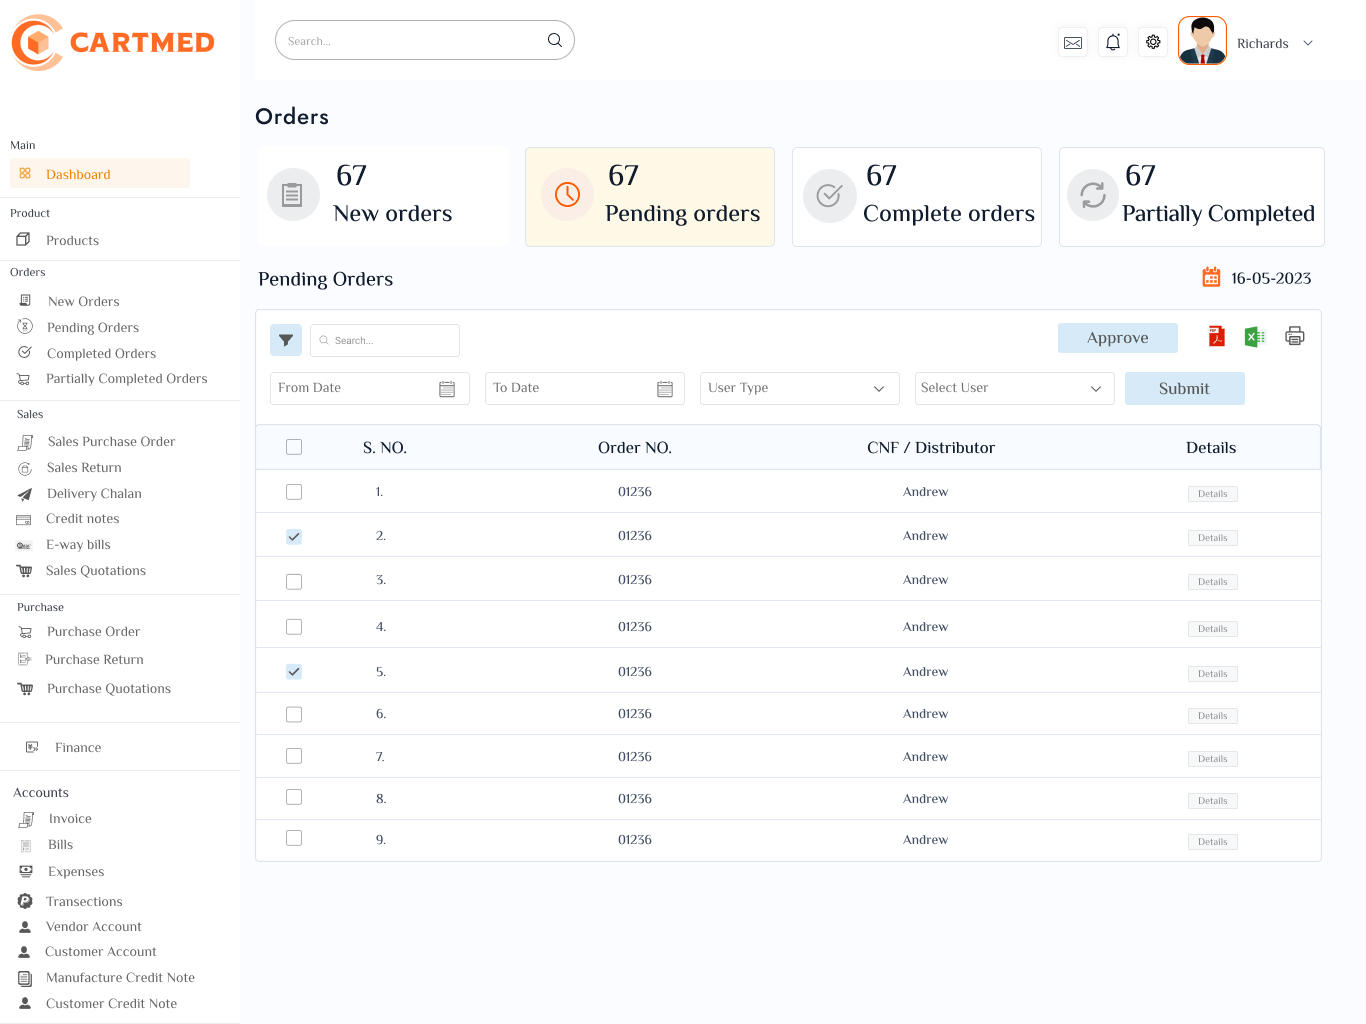 CARTMED
Search...
Richards
Main
Dashboard
Product
Products
Orders
New Orders
Pending Orders
Completed Orders
Partially Completed Orders
Sales
Sales Purchase Order
Sales Return
Delivery Chalan
Credit notes
E-way bills
Sales Quotations
Purchase
Purchase Order
Purchase Return
Purchase Quotations
Finance
Accounts
Invoice
Bills
Expenses
Transections
Vendor Account
Customer Account
Manufacture Credit Note
Customer Credit Note
Orders
67
New orders
67
Pending orders
67
Complete orders
67
Partially Completed
Pending Orders
16-05-2023
Search...
Approve
PDF
From Date
To Date
User Type
Select User
Submit
S. NO. Order NO. CNF / Distributor Details
1. 01236 Andrew Details
2. 01236 Andrew Details
3. 01236 Andrew Details
4. 01236 Andrew Details
5. 01236 Andrew Details
6. 01236 Andrew Details
7. 01236 Andrew Details
8. 01236 Andrew Details
9. 01236 Andrew Details